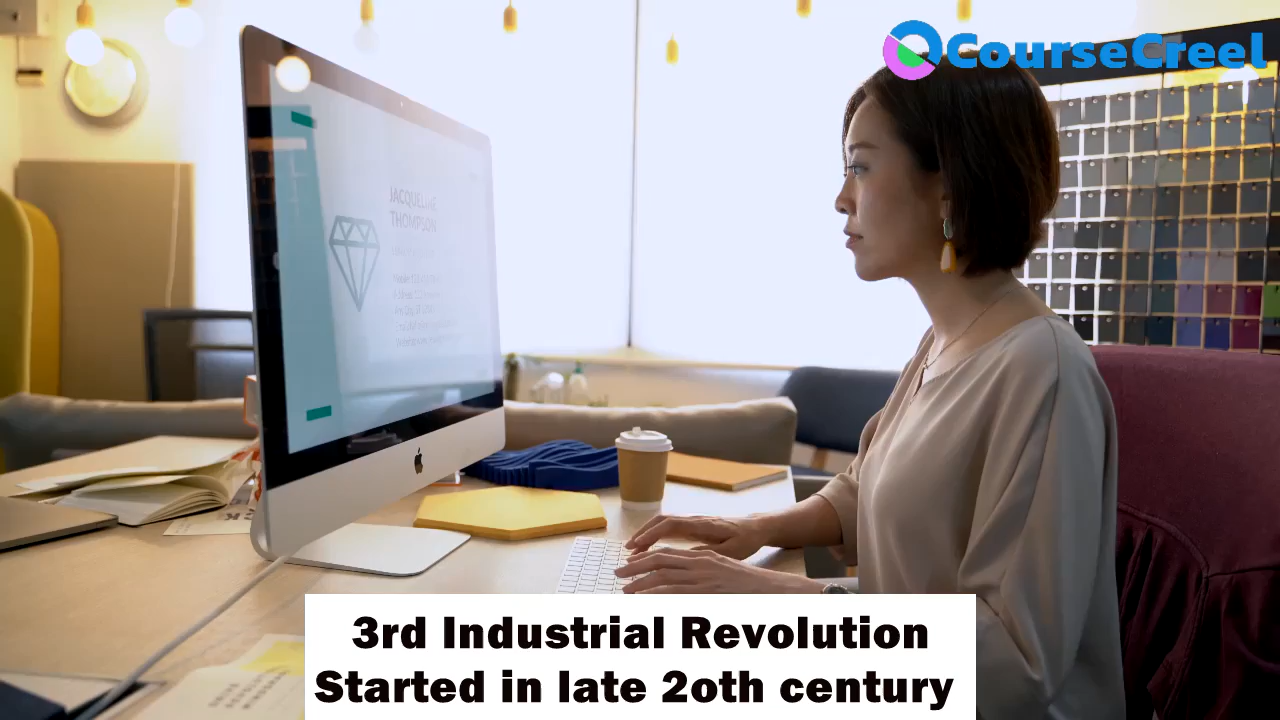 CourseCreel
JACQUELINE
THOMPSON
3rd Industrial Revolution
Started in late 2oth century